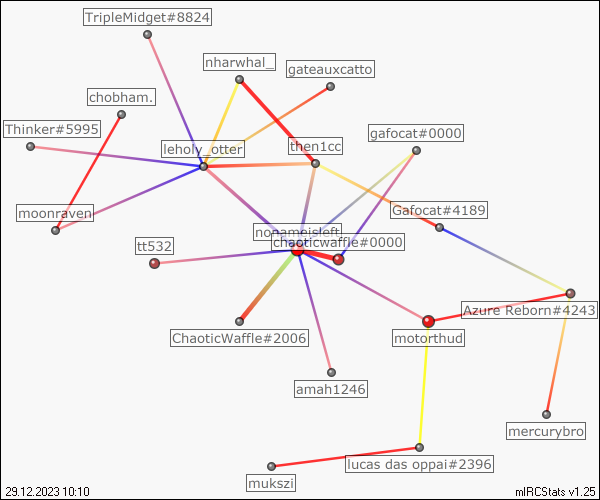 TripleMidget#8824
nharwhal_
gateauxcatto
chobham.
Thinker#5995
gafocat#0000
leholy_otter
then1cc
moonraven
Gafocat#4189
nonameisleft
chaoticwaffle#0000
tt532
Azure Reborn#4243
ChaoticWaffle#2006
motorthud
amah1246
mercurybro
lucas das oppai#2396
mukszi
29.12.2023 10:10
mIRCStats v1.25